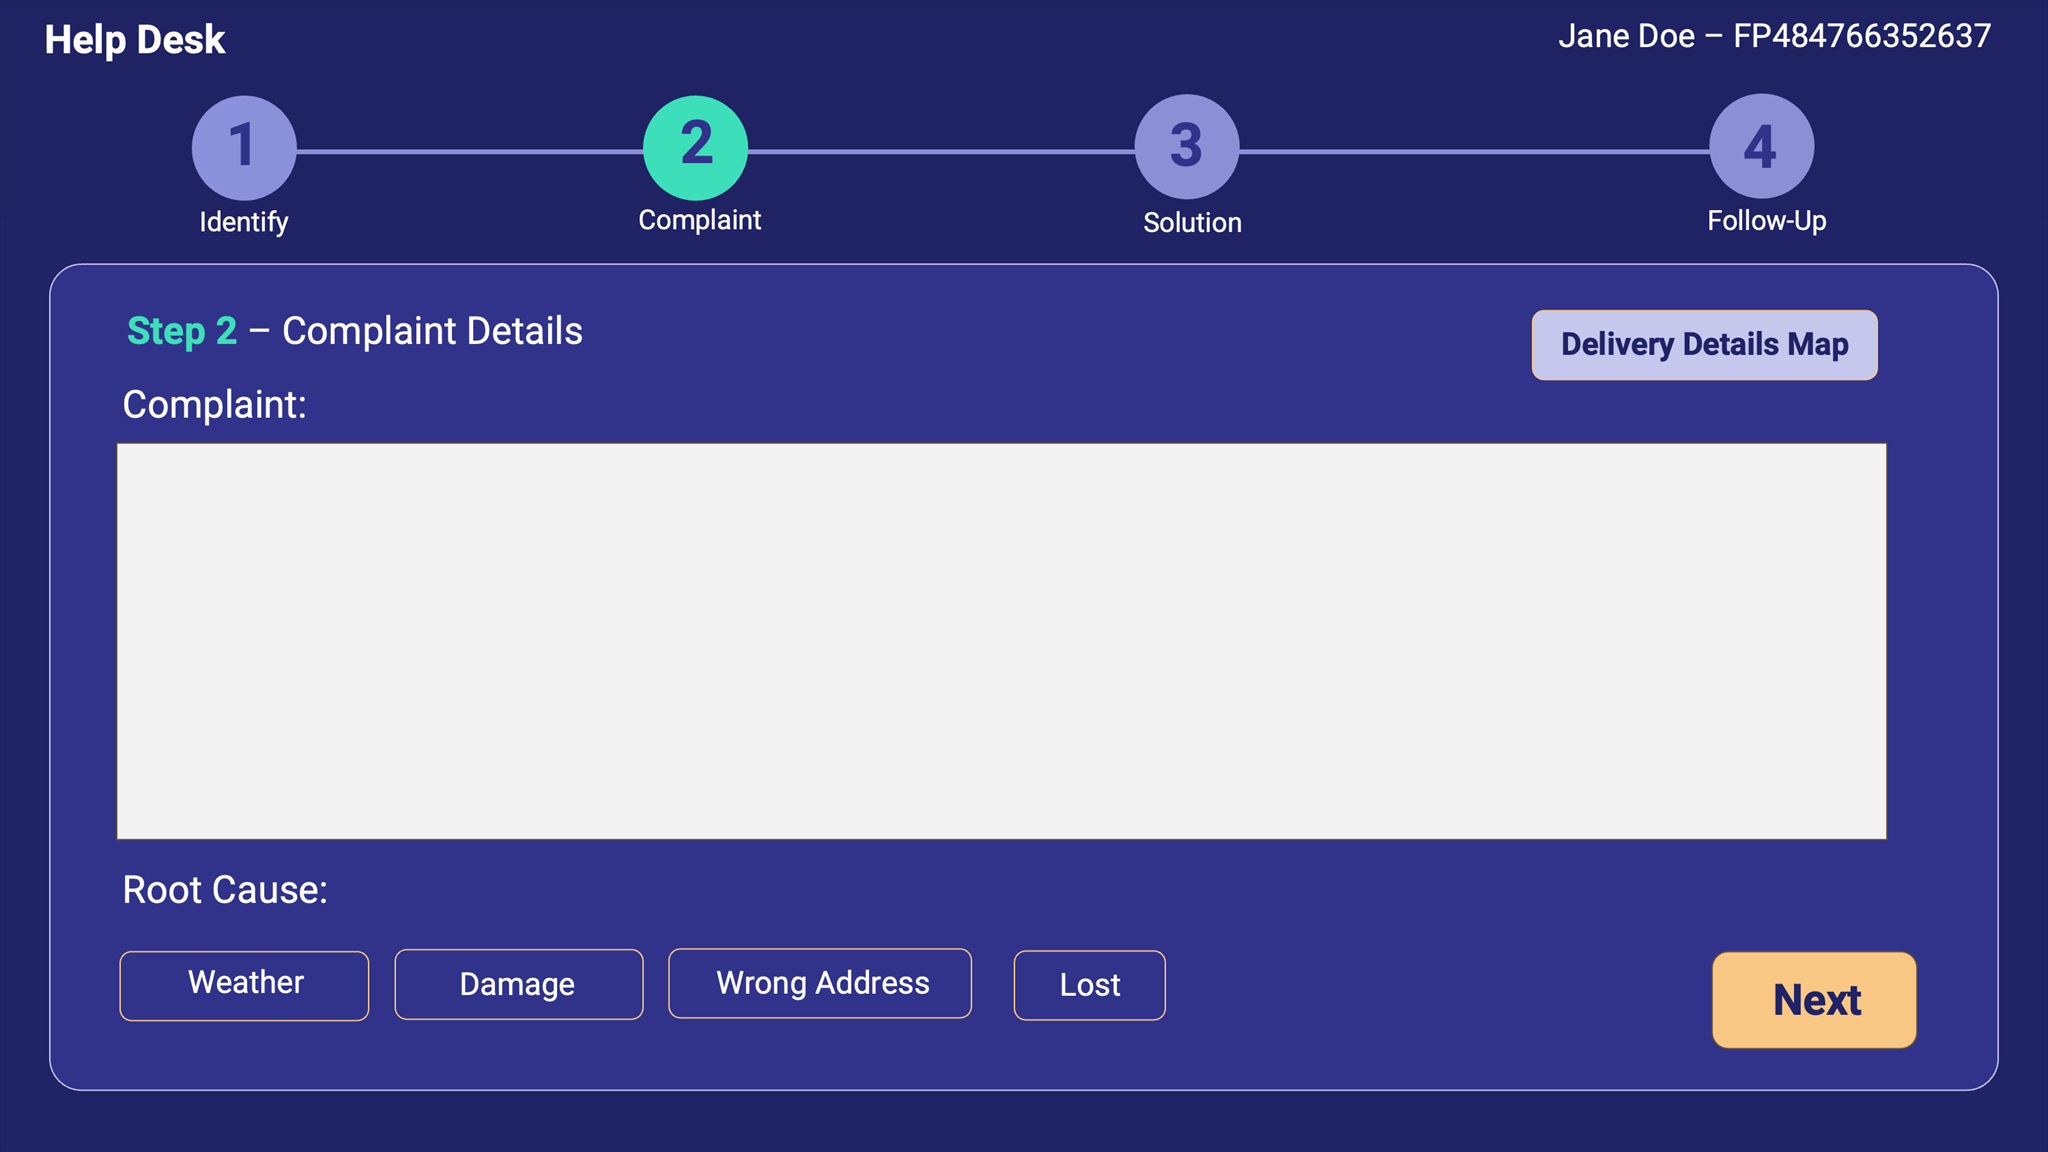 Help Desk
Jane Doe – FP484766352637
1
2
3
4
Identify
Complaint
Solution
Follow-Up
Step 2 – Complaint Details
Delivery Details Map
Complaint:
Root Cause:
Weather
Damage
Wrong Address
Lost
Next